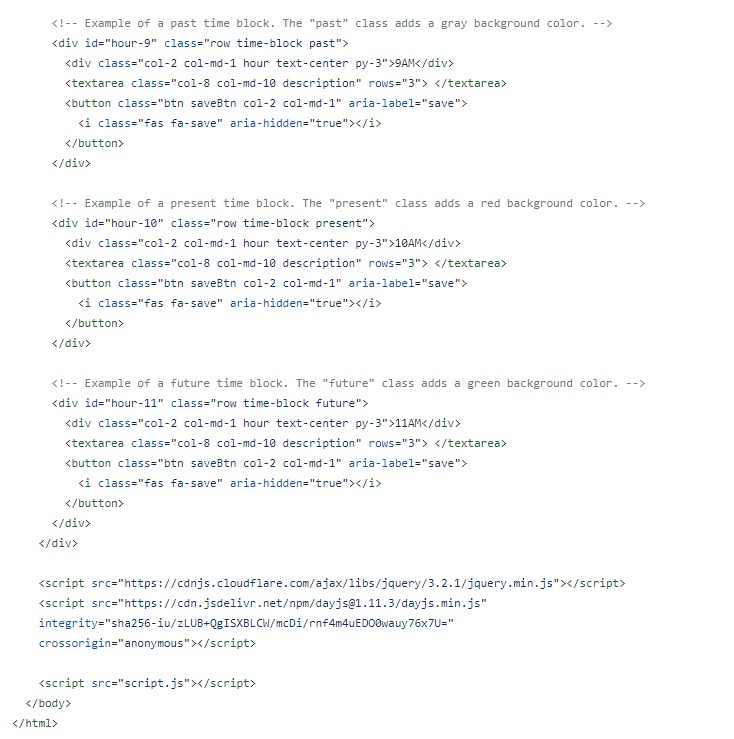 <!-- Example of a past time block. The "past" class adds a gray background color. -->
<div id="hour-9" class="row time-block past">
<div class="col-2 col-md-1 hour text-center py-3">9AM</div>
<textarea class="col-8 col-md-10 description" rows="3"> </textarea>
<button class="btn saveBtn col-2 col-md-1" aria-label="save">
<i class="fas fa-save" aria-hidden="true"></i>
</button>
</div>
<!-- Example of a present time block. The "present" class adds a red background color. -->
<div id="hour-10" class="row time-block present">
<div class="col-2 col-md-1 hour text-center py-3">10AM</div>
<textarea class="col-8 col-md-10 description" rows="3"> </textarea>
<button class="btn saveBtn col-2 col-md-1" aria-label="save">
<i class="fas fa-save" aria-hidden="true"></i>
</button>
</div>
<!-- Example of a future time block. The "future" class adds a green background color. -->
<div id="hour-11" class="row time-block future">
<div class="col-2 col-md-1 hour text-center py-3">11AM</div>
<textarea class="col-8 col-md-10 description" rows="3"> </textarea>
<button class="btn saveBtn col-2 col-md-1" aria-label="save">
<i class="fas fa-save" aria-hidden="true"></i>
</button>
</div>
</div>
<script src="https://cdnjs.cloudflare.com/ajax/libs/jquery/3.2.1/jquery.min.js"></script>
<script src="https://cdn.jsdelivr.net/npm/dayjs@1.11.3/dayjs.min.js"
integrity="sha256-iu/zLUB+QgISXBLCW/mcDi/rnf4m4uEDO0wauy76x7U="
crossorigin="anonymous"></script>
<script src="script.js"></script>
</body>
</html>